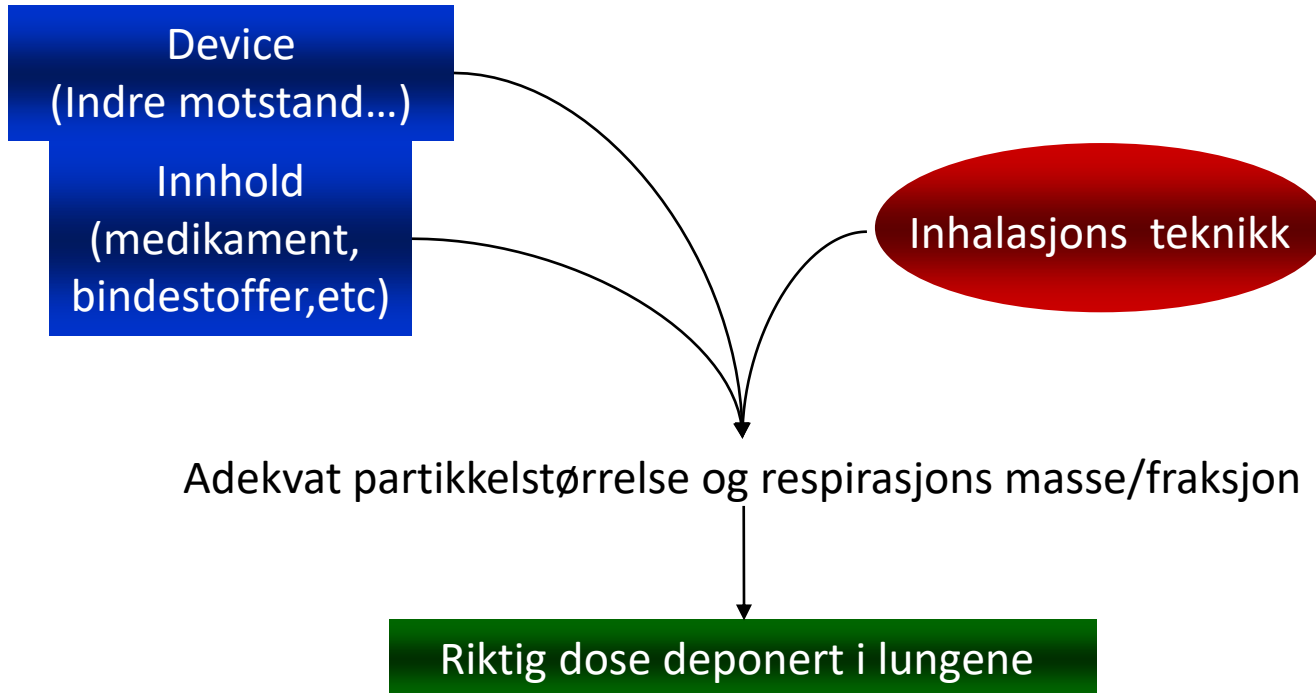 Device
(Indre motstand…)
Innhold
(medikament,
bindestoffer,etc)
Inhalasjons teknikk
Adekvat partikkelstørrelse og respirasjons masse/fraksjon
Riktig dose deponert i lungene